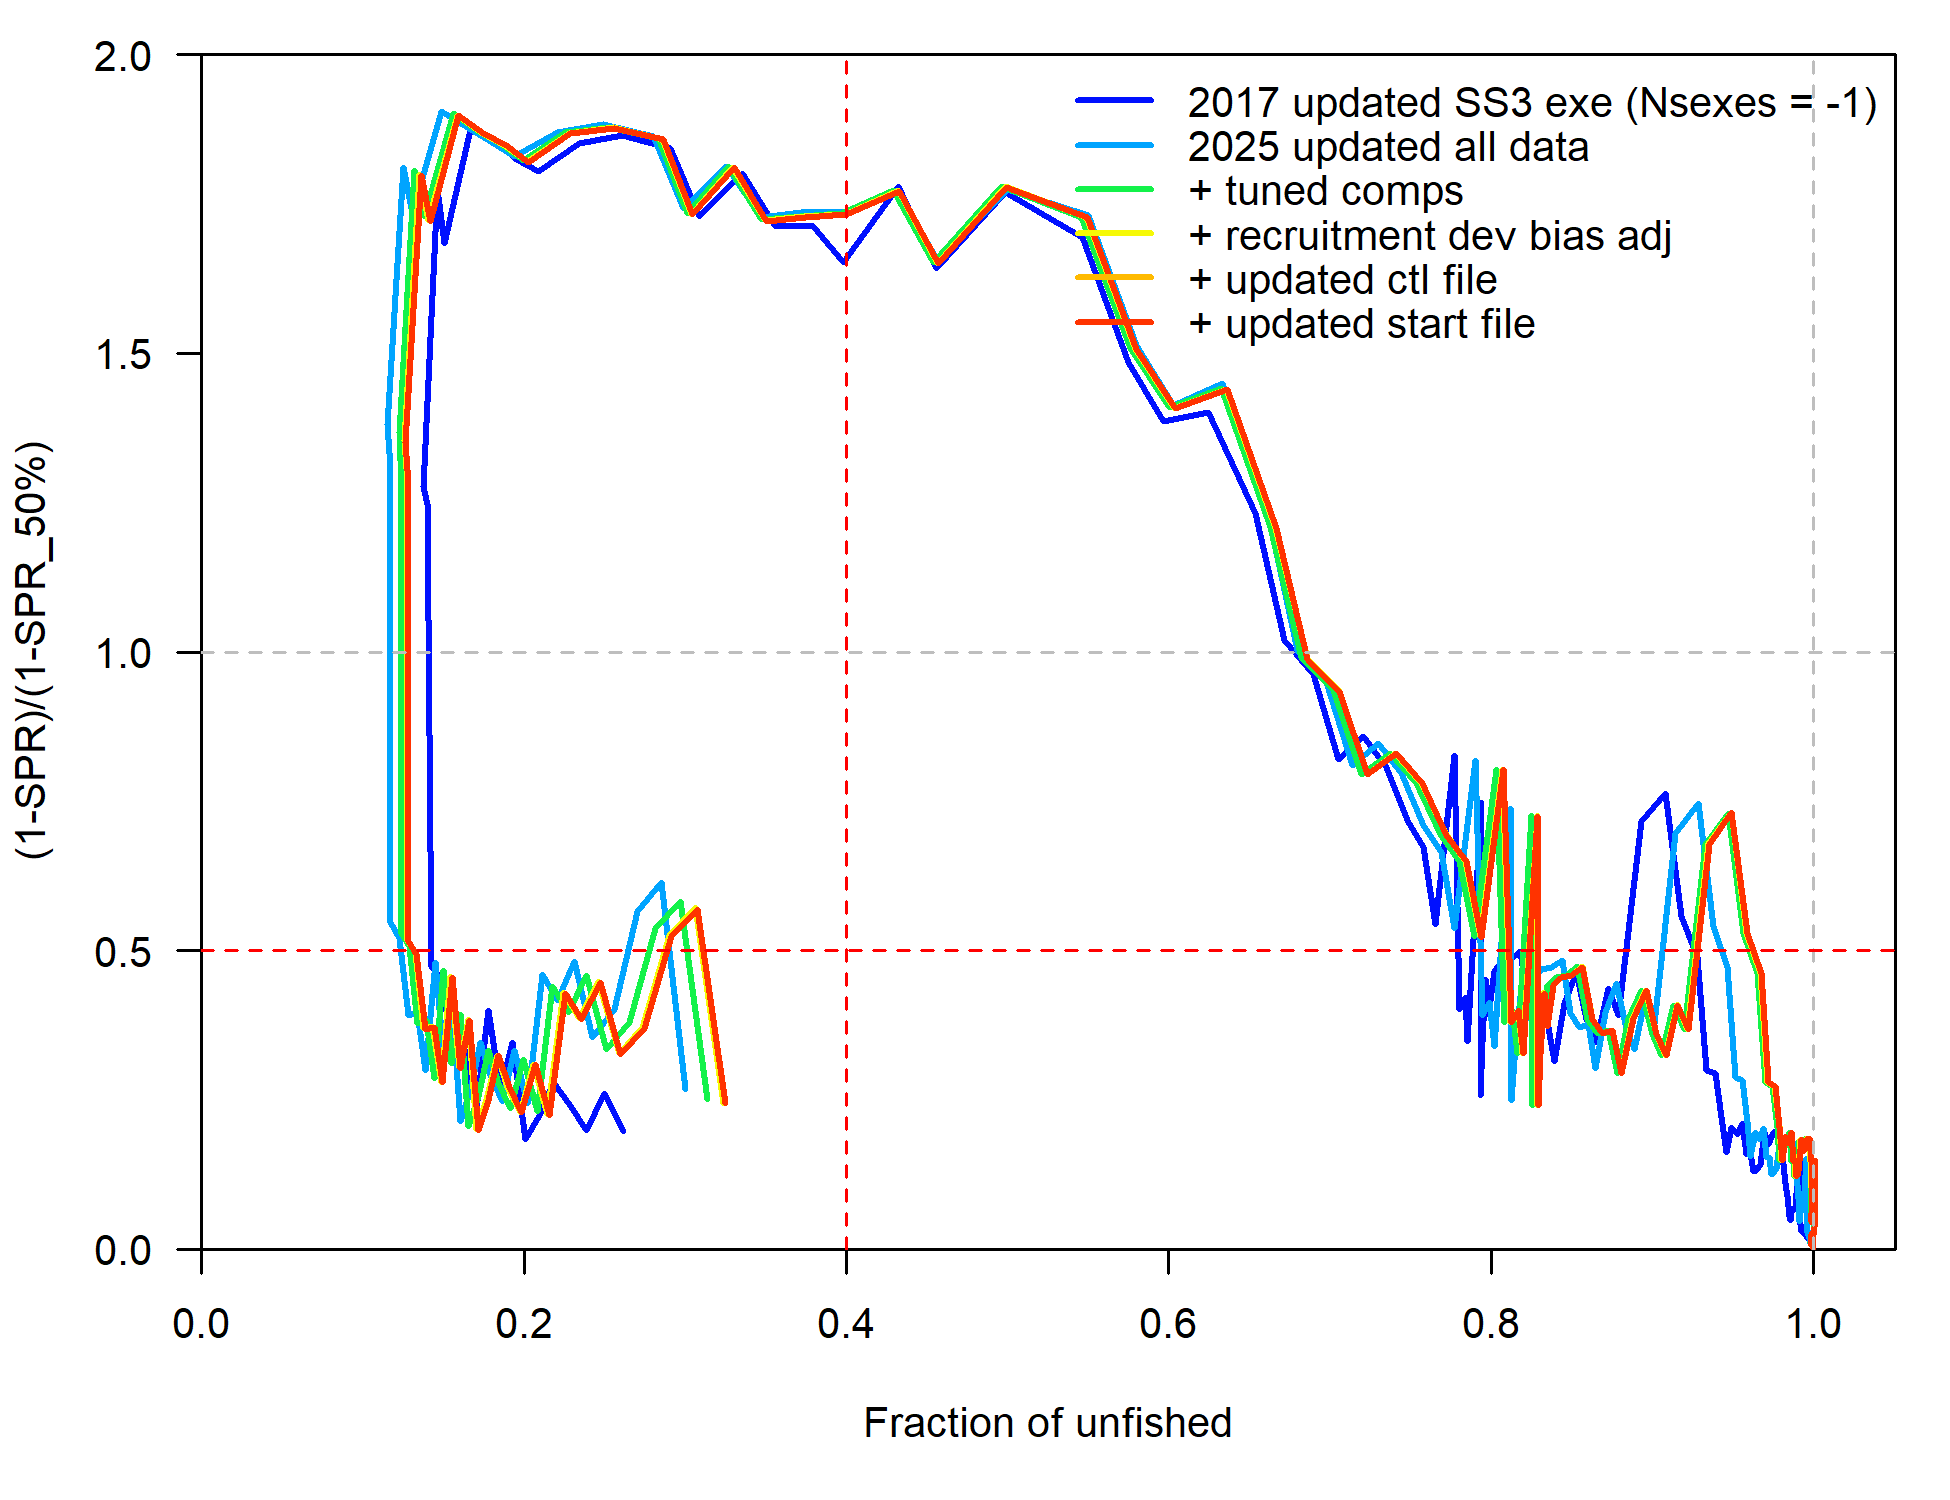 2.0
1.5
1.0
0.5
0.0
(1-SPR)/(1-SPR_50%)
2017 updated SS3 exe (Nsexes = -1)
2025 updated all data
+ tuned comps
+ recruitment dev bias adj
+ updated ctl file
+ updated start file
0.0 0.2 0.4 0.6 0.8 1.0
Fraction of unfished